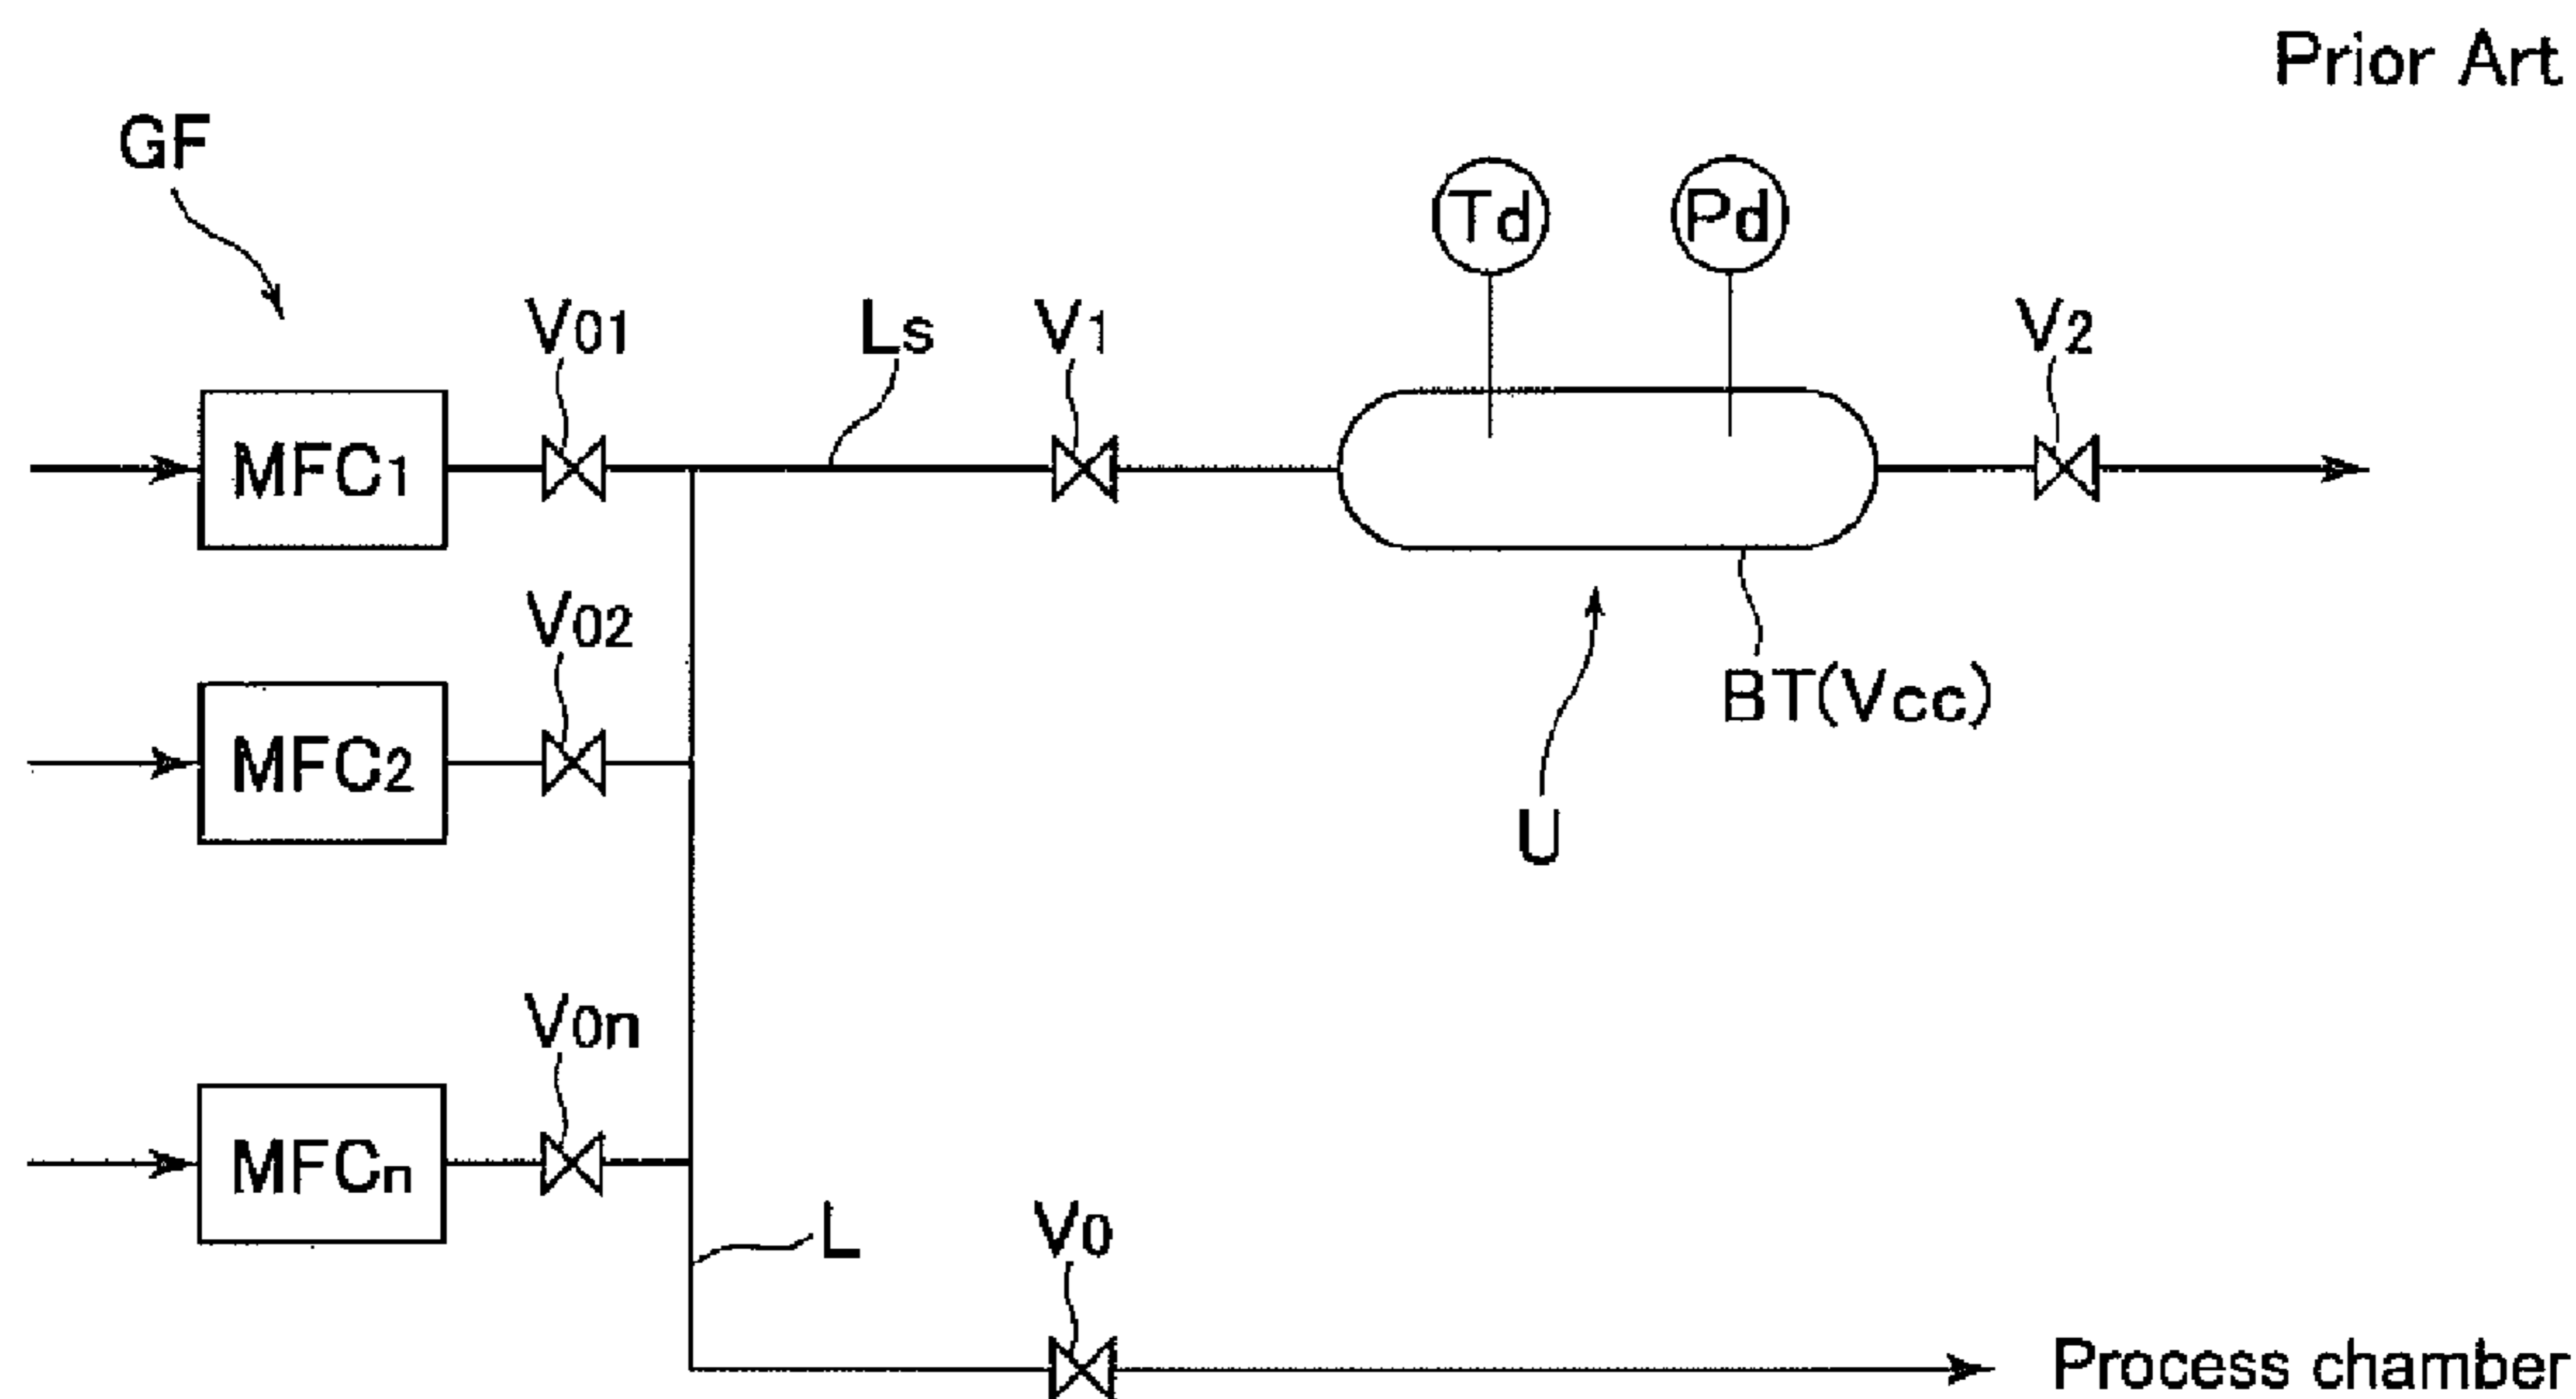 Prior Art
GF
Td
Pd
V01
Ls
V1
V2
MFC1
V02
BT(Vcc)
MFC2
U
V0n
MFCn
L
V0
Process chamber